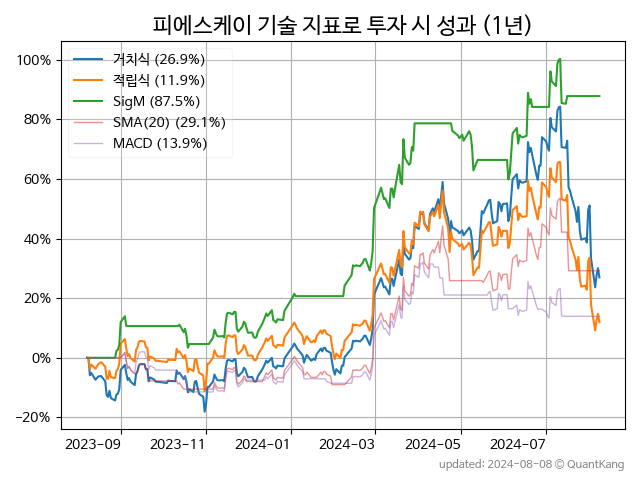 피에스케이 기술 지표로 투자 시 성과 (1년)
100%
80%
60%
40%
20%
0%
−20%
거치식 (26.9%)
적립식 (11.9%)
SigM (87.5%)
SMA(20) (29.1%)
MACD (13.9%)
2023-09
2023-11
2024-01
2024-03
2024-05
2024-07
updated: 2024-08-08 © QuantKang